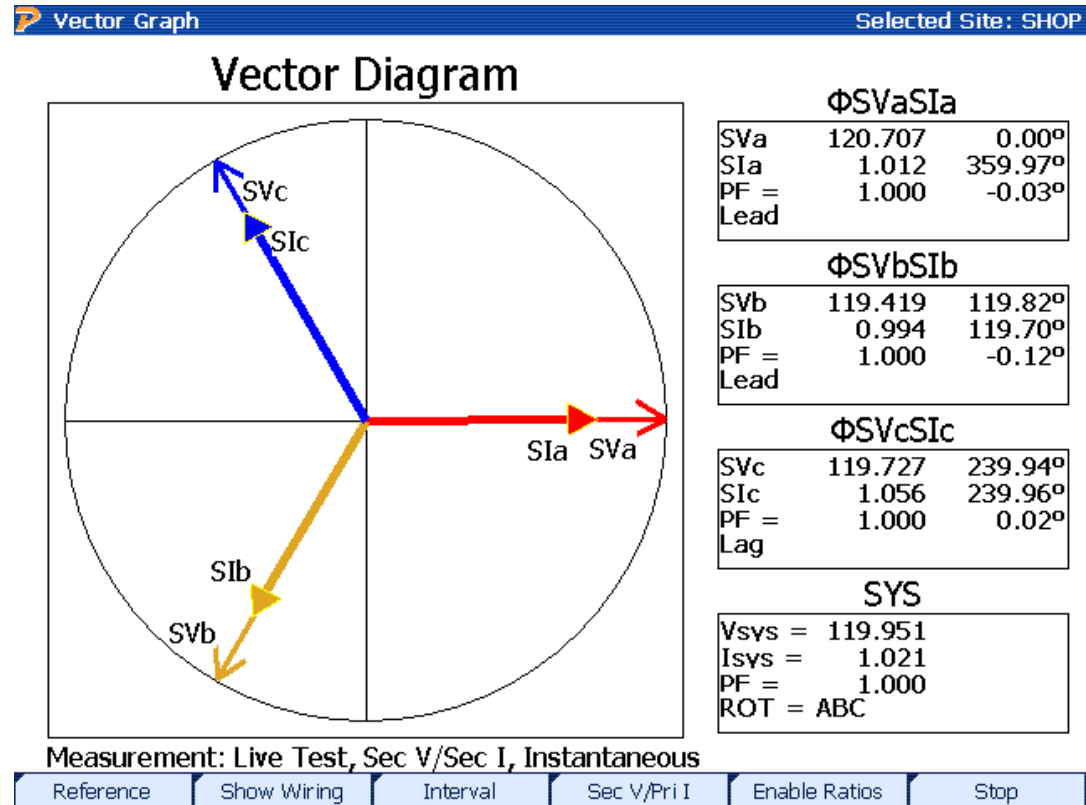 Vector Graph Selected Site: SHOP
Vector Diagram
SVc
SIc
SIa SVa
SIb
SVb
ΦSVaSIa
SVa 120.707 0.00º
SIa 1.012 359.97º
PF = 1.000 -0.03º
Lead
ΦSVbSIb
SVb 119.419 119.82º
SIb 0.994 119.70º
PF = 1.000 -0.12º
Lead
ΦSVcSIc
SVc 119.727 239.94º
SIc 1.056 239.96º
PF = 1.000 0.02º
Lag
SYS
Vsys = 119.951
Isys = 1.021
PF = 1.000
ROT = ABC
Measurement: Live Test, Sec V/Sec I, Instantaneous
Reference Show Wiring Interval Sec V/Pri I Enable Ratios Stop